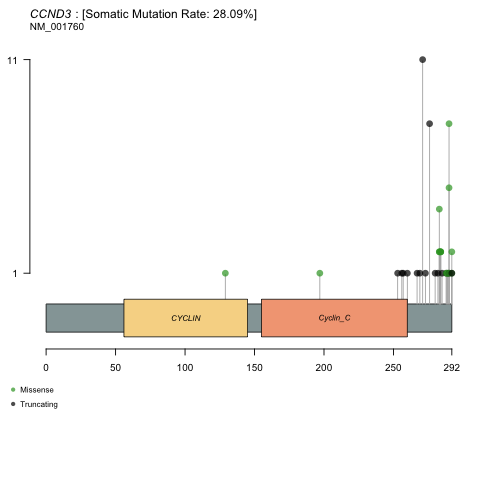 CCND3 : [Somatic Mutation Rate: 28.09%]
NM_001760
11
1
CYCLIN
Cyclin_C
0 50 100 150 200 250 292
Missense
Truncating